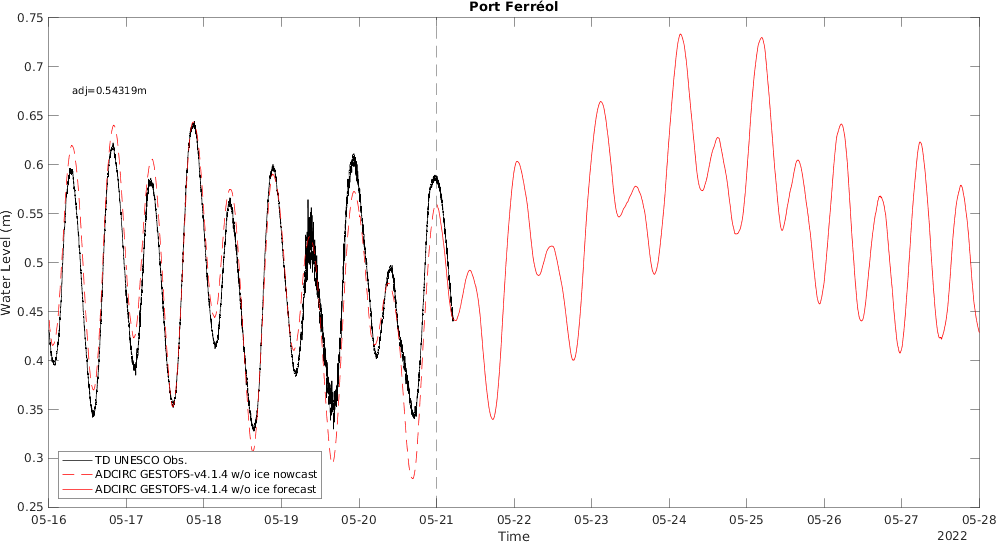 Port Ferréol
0.75
0.7
0.65
0.6
0.55
0.5
0.45
0.4
0.35
0.3
0.25
Water Level (m)
adj=0.54319m
TD UNESCO Obs.
ADCIRC GESTOFS-v4.1.4 w/o ice nowcast
ADCIRC GESTOFS-v4.1.4 w/o ice forecast
05-16 05-17 05-18 05-19 05-20 05-21 05-22 05-23 05-24 05-25 05-26 05-27 05-28
Time
2022